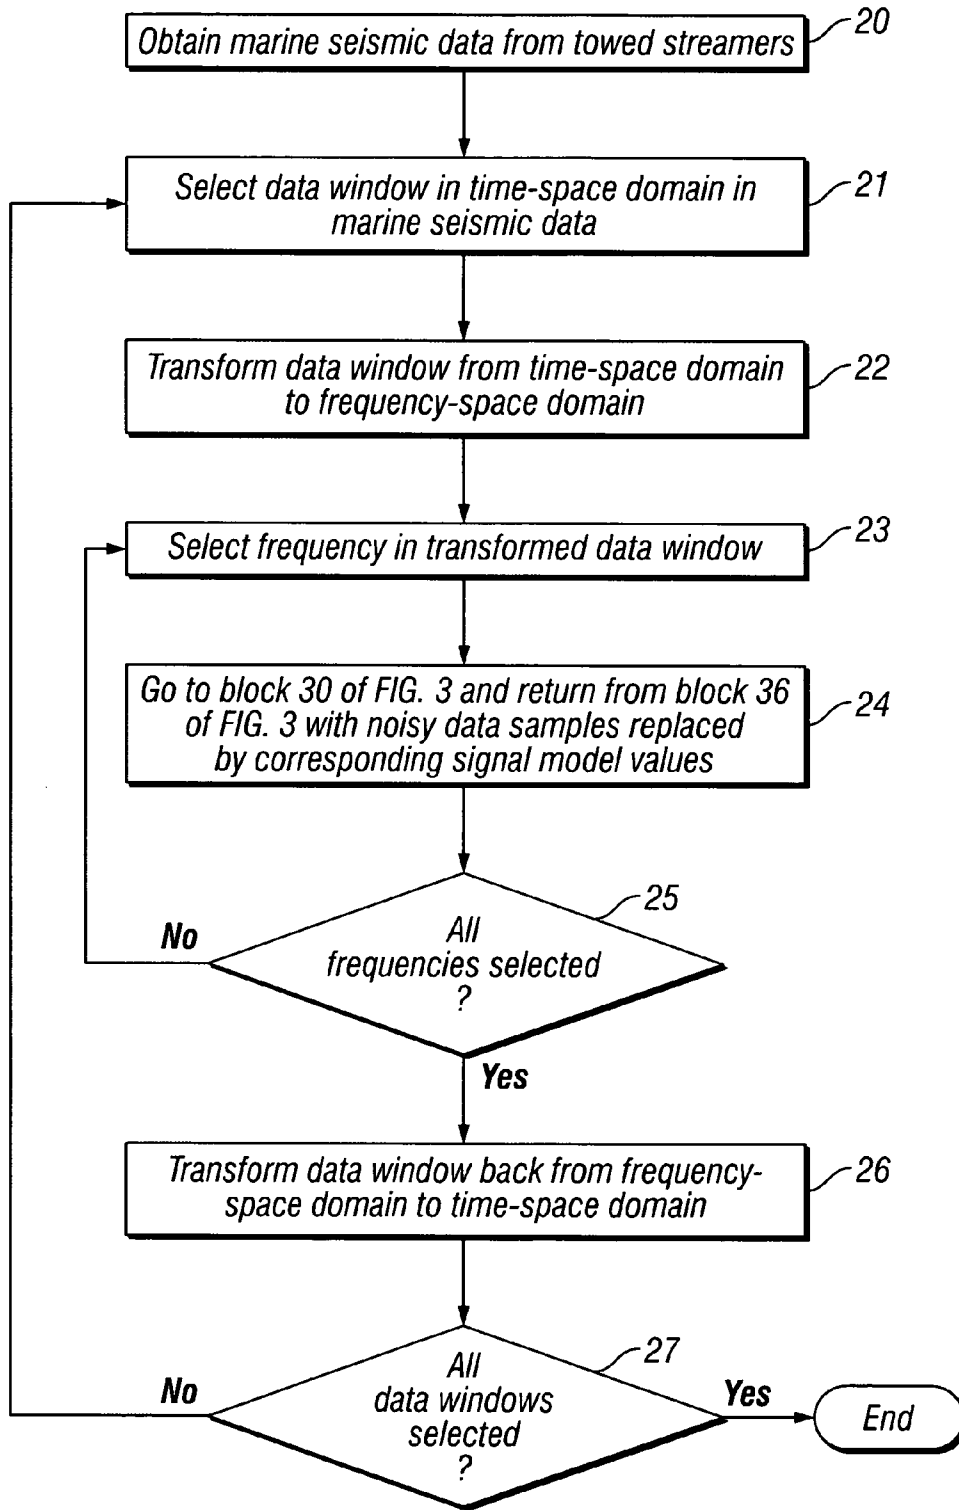 20
Obtain marine seismic data from towed streamers
21
Select data window in time-space domain in
marine seismic data
22
Transform data window from time-space domain
to frequency-space domain
23
Select frequency in transformed data window
Go to block 30 of FIG. 3 and return from block 36
of FIG. 3 with noisy data samples replaced
by corresponding signal model values
24
25
All
frequencies selected
?
No
Yes
Transform data window back from frequency-
space domain to time-space domain
26
27
All
data windows
selected
?
No
Yes
End